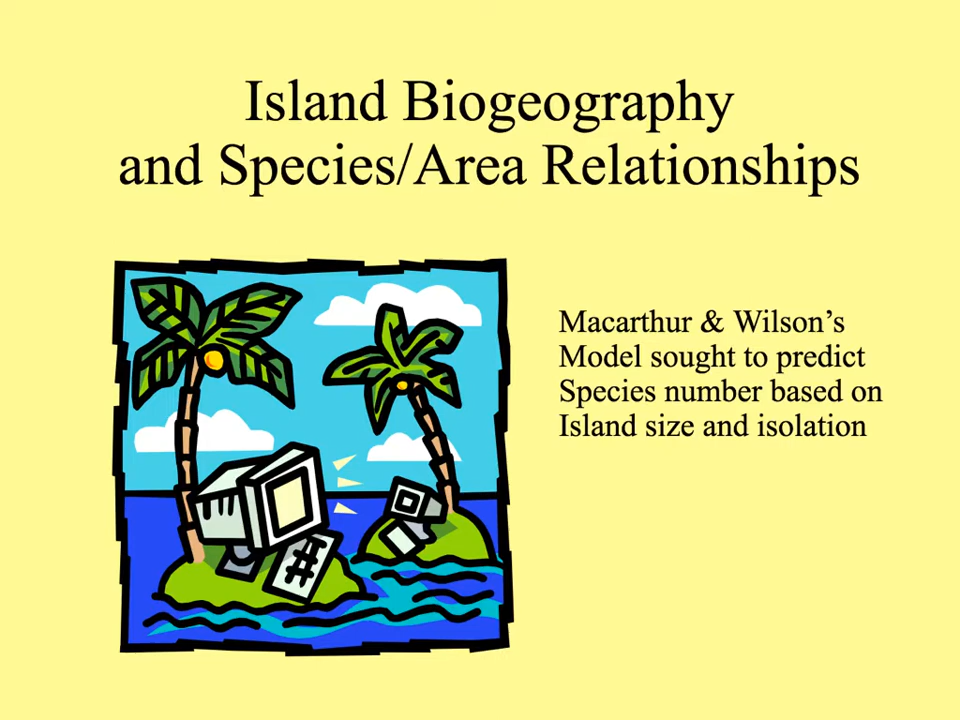 Island Biogeography
and Species/Area Relationships
Macarthur & Wilson’s
Model sought to predict
Species number based on
Island size and isolation